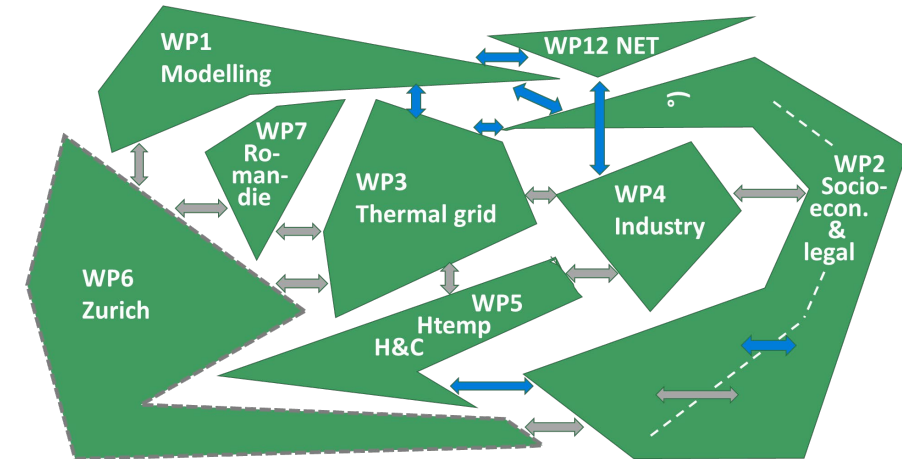 WP1
Modelling
WP12 NET
WP7
Ro-
man-
die
WP3
Thermal grid
WP4
Industry
WP2
Socio-
econ.
&
legal
WP6
Zurich
WP5
Htemp
H&C